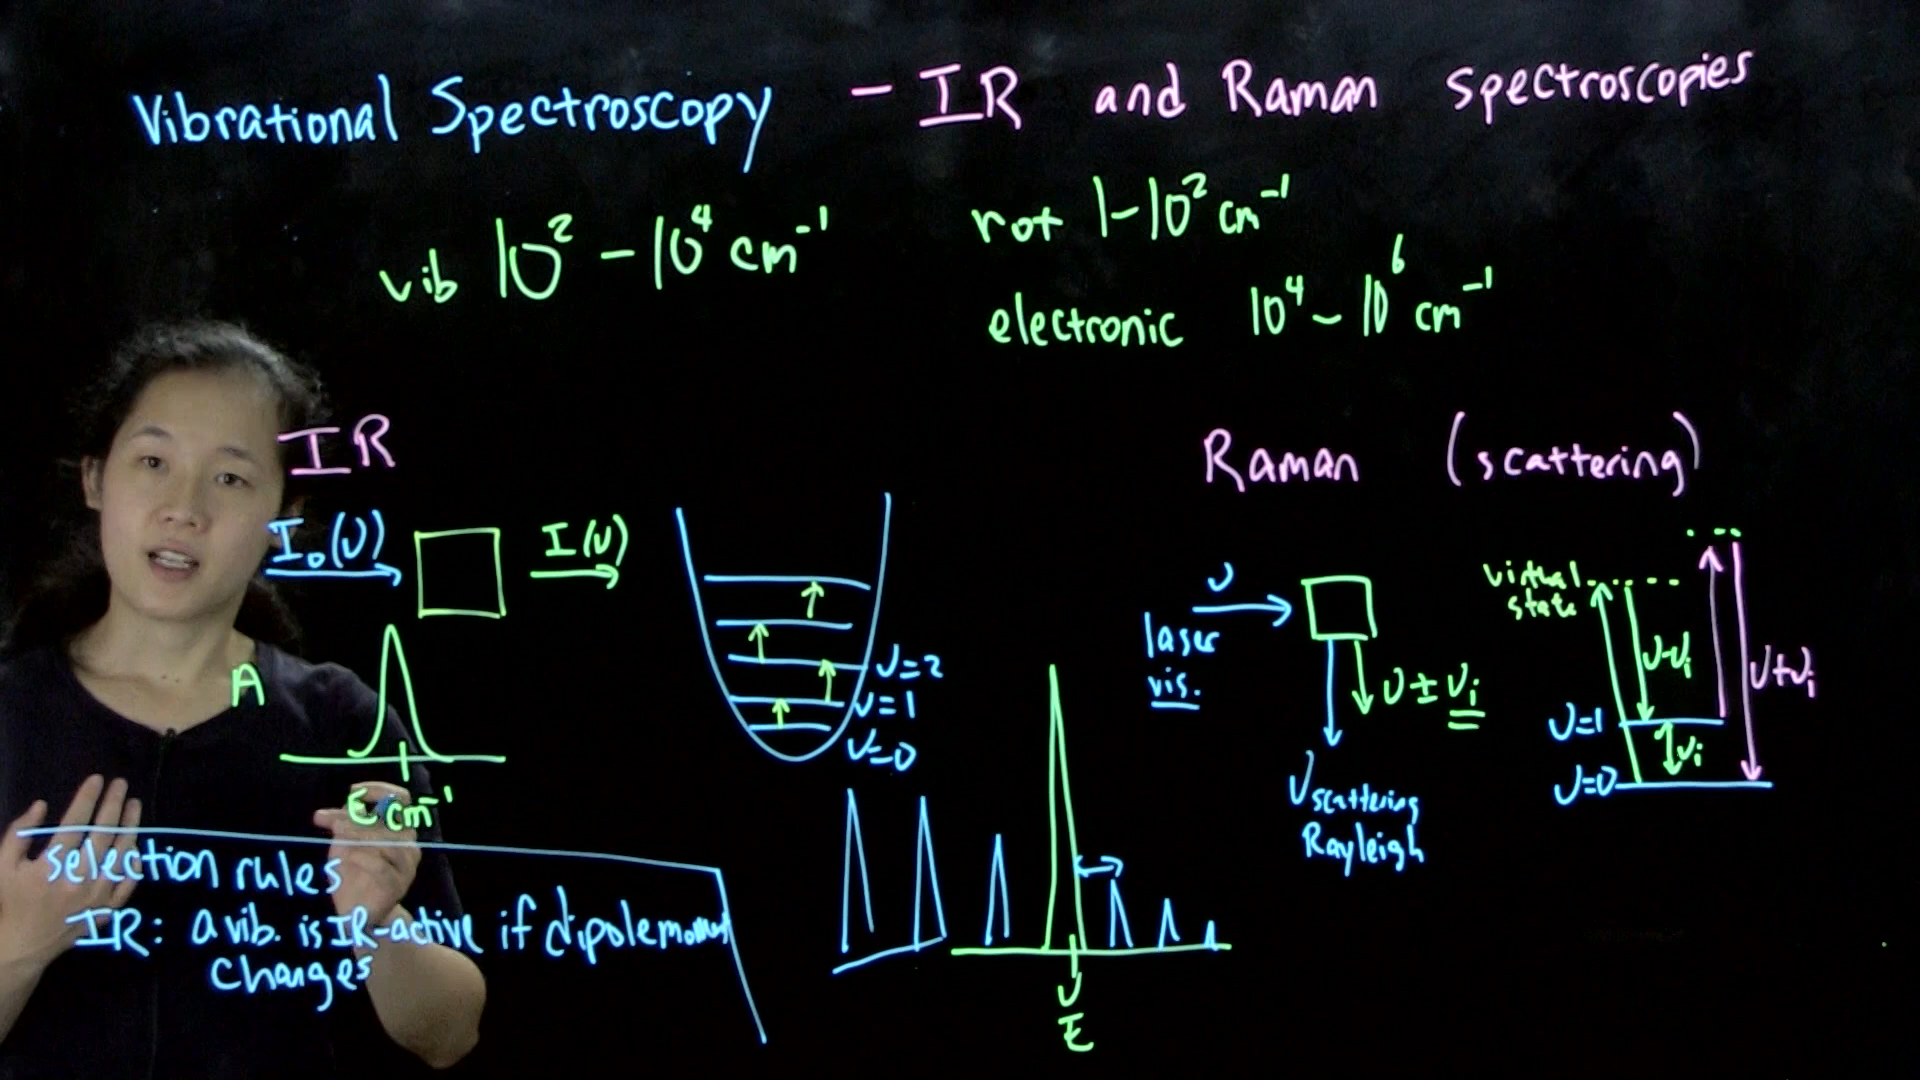 Vibrational Spectroscopy - IR and Raman spectroscopies
vib 10² - 10⁴ cm⁻¹
rot 1-10² cm⁻¹
electronic 10⁴ - 10⁶ cm⁻¹
IR
I₀(ν)
I(ν)
A
E cm⁻¹
v=2
v=1
v=0
selection rules
IR: a vib. is IR-active if dipole moment
changes
ν
E
Raman (scattering)
ν
laser
vis.
ν ± νᵢ
ν scattering
Rayleigh
virtual
state
ν-νᵢ
ν+νᵢ
v=1
νᵢ
v=0